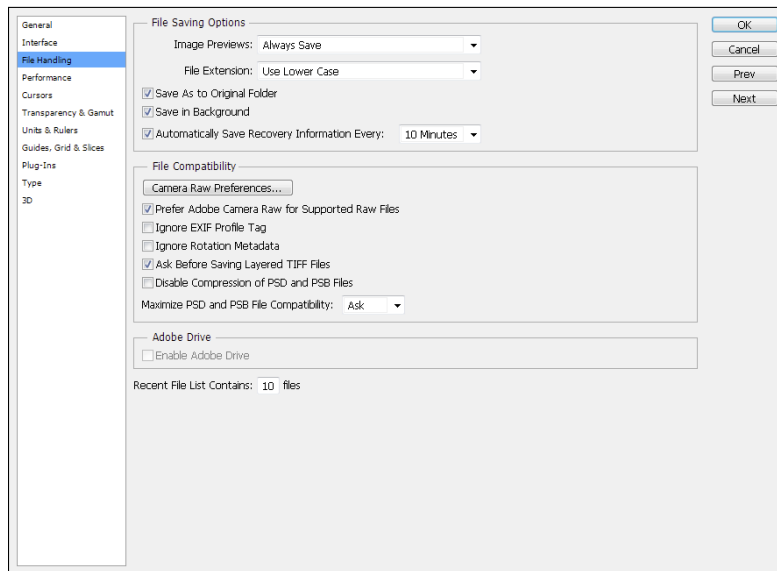 General
Interface
File Handling
Performance
Cursors
Transparency & Gamut
Units & Rulers
Guides, Grid & Slices
Plug-Ins
Type
3D
File Saving Options
Image Previews: Always Save
File Extension: Use Lower Case
Save As to Original Folder
Save in Background
Automatically Save Recovery Information Every: 10 Minutes
File Compatibility
Camera Raw Preferences...
Prefer Adobe Camera Raw for Supported Raw Files
Ignore EXIF Profile Tag
Ignore Rotation Metadata
Ask Before Saving Layered TIFF Files
Disable Compression of PSD and PSB Files
Maximize PSD and PSB File Compatibility: Ask
Adobe Drive
Enable Adobe Drive
Recent File List Contains: 10 files
OK
Cancel
Prev
Next